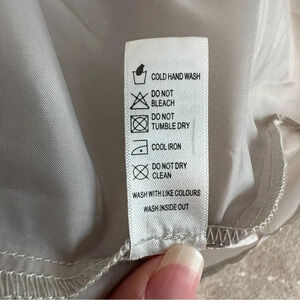 COLD HAND WASH
DO NOT
BLEACH
DO NOT
TUMBLE DRY
COOL IRON
DO NOT DRY
CLEAN
WASH WITH LIKE COLOURS
WASH INSIDE OUT